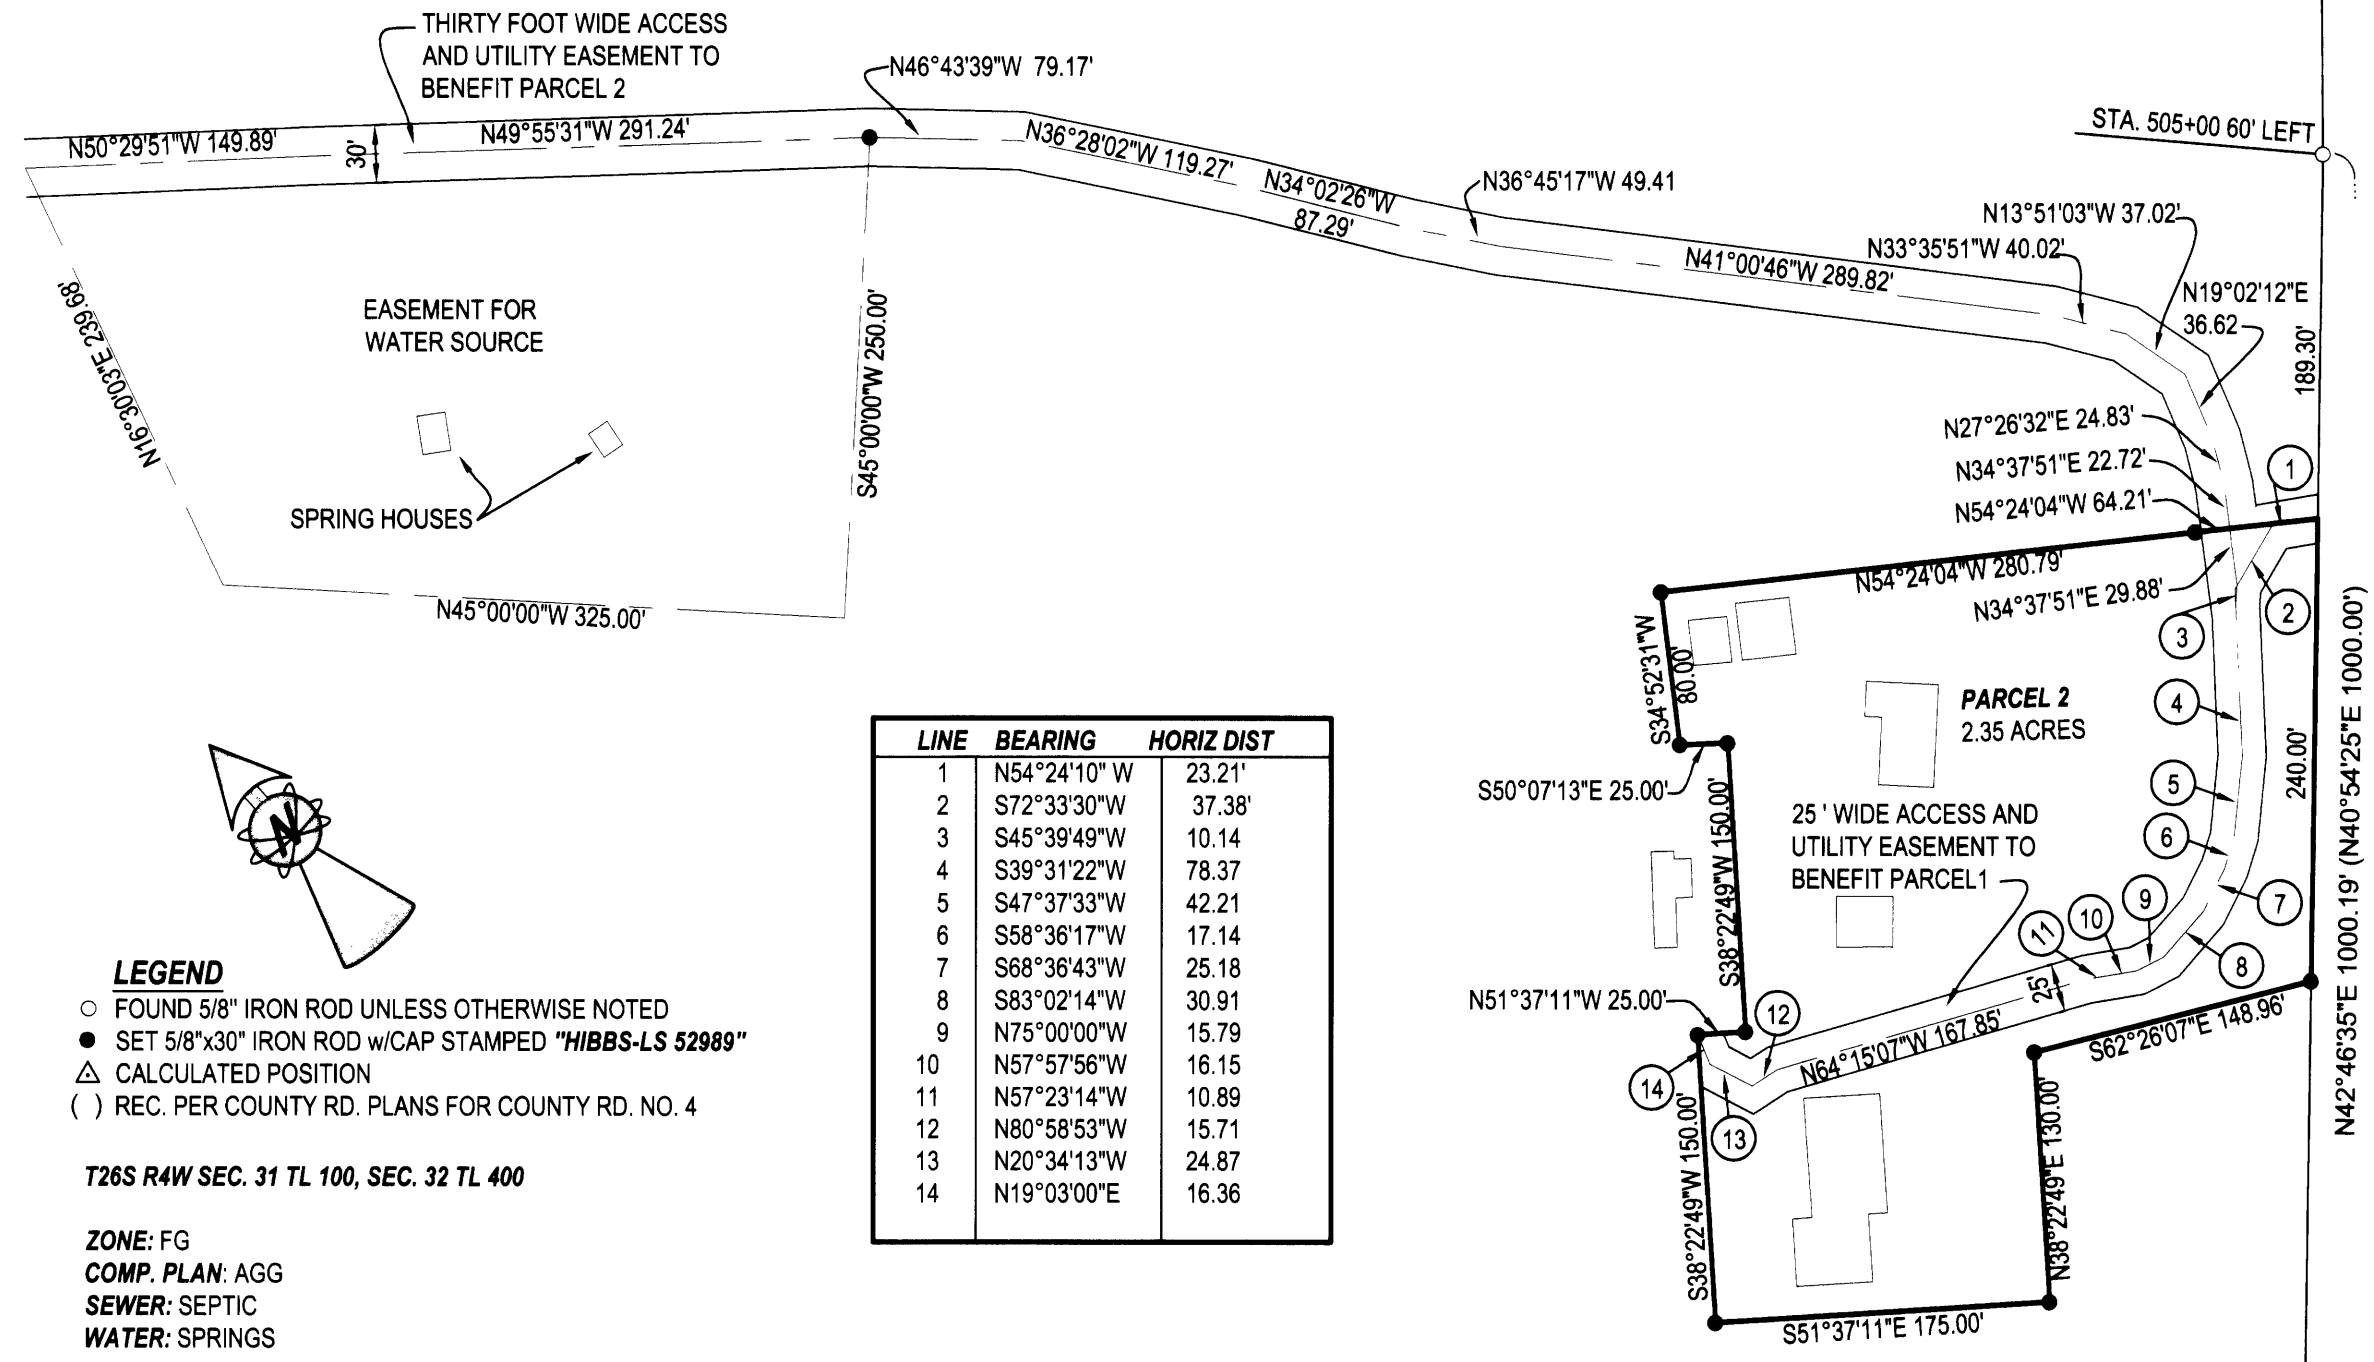 THIRTY FOOT WIDE ACCESS
AND UTILITY EASEMENT TO
BENEFIT PARCEL 2
N46°43'39"W 79.17'
N50°29'51"W 149.89'
30'
N49°55'31"W 291.24'
N36°28'02"W 119.27'
N34°02'26"W
87.29'
N36°45'17"W 49.41
N41°00'46"W 289.82'
STA. 505+00 60' LEFT
N13°51'03"W 37.02'
N33°35'51"W 40.02'
N19°02'12"E
36.62
189.30'
N27°26'32"E 24.83'
N34°37'51"E 22.72'
N54°24'04"W 64.21'
1
N16°30'03"E 239.68'
EASEMENT FOR
WATER SOURCE
SPRING HOUSES
S45°00'00"W 250.00'
N45°00'00"W 325.00'
N54°24'04"W 280.79'
N34°37'51"E 29.88'
2
3
S34°52'31"W
80.00'
S50°07'13"E 25.00'
PARCEL 2
2.35 ACRES
4
5
6
7
8
9
10
11
240.00'
N42°46'35"E 1000.19' (N40°54'25"E 1000.00')
25 ' WIDE ACCESS AND
UTILITY EASEMENT TO
BENEFIT PARCEL1
S38°22'49"W 150.00'
N51°37'11"W 25.00'
12
13
14
25'
N64°15'07"W 167.85'
S62°26'07"E 148.96'
N38°22'49"E 130.00'
S38°22'49"W 150.00'
S51°37'11"E 175.00'
LINE BEARING HORIZ DIST
1 N54°24'10" W 23.21'
2 S72°33'30"W 37.38'
3 S45°39'49"W 10.14
4 S39°31'22"W 78.37
5 S47°37'33"W 42.21
6 S58°36'17"W 17.14
7 S68°36'43"W 25.18
8 S83°02'14"W 30.91
9 N75°00'00"W 15.79
10 N57°57'56"W 16.15
11 N57°23'14"W 10.89
12 N80°58'53"W 15.71
13 N20°34'13"W 24.87
14 N19°03'00"E 16.36
N
LEGEND
○ FOUND 5/8" IRON ROD UNLESS OTHERWISE NOTED
● SET 5/8"x30" IRON ROD w/CAP STAMPED "HIBBS-LS 52989"
△ CALCULATED POSITION
( ) REC. PER COUNTY RD. PLANS FOR COUNTY RD. NO. 4
T26S R4W SEC. 31 TL 100, SEC. 32 TL 400
ZONE: FG
COMP. PLAN: AGG
SEWER: SEPTIC
WATER: SPRINGS